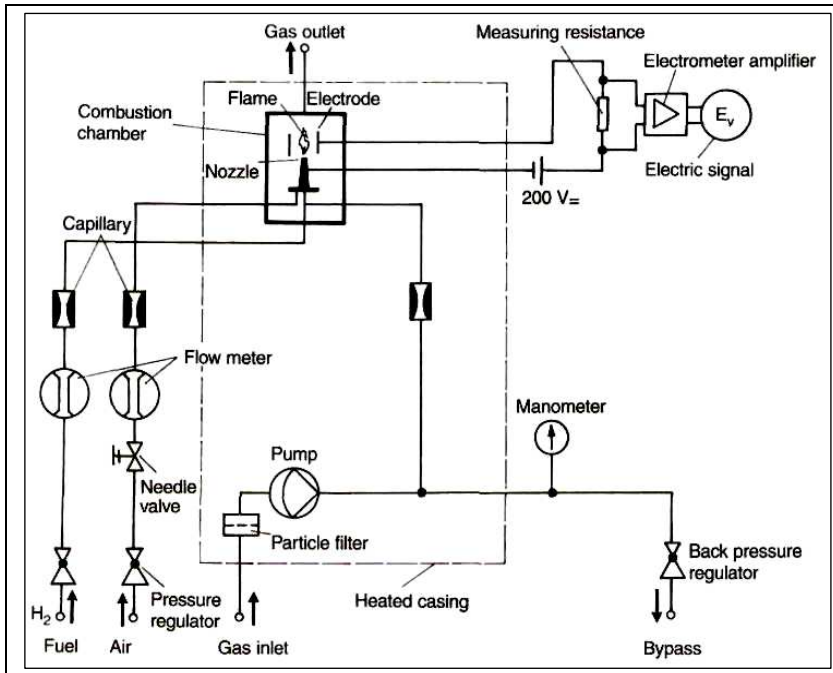 Gas outlet
Measuring resistance
Electrometer amplifier
Flame
Electrode
Combustion
chamber
Nozzle
E_v
Electric signal
200 V=
Capillary
Flow meter
Manometer
Pump
Needle
valve
Particle filter
Back pressure
regulator
Pressure
regulator
Heated casing
H₂
Fuel
Air
Gas inlet
Bypass